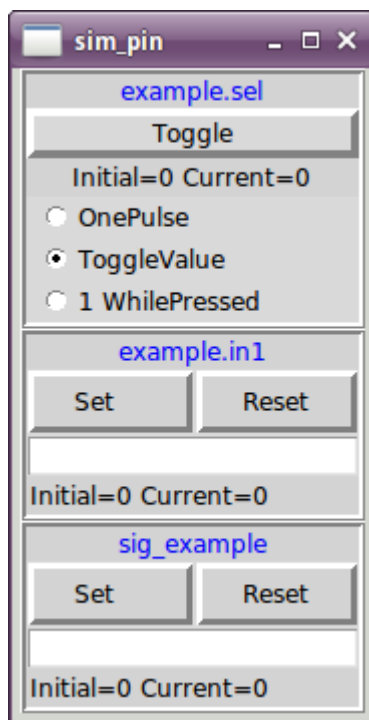 sim_pin
example.sel
Toggle
Initial=0 Current=0
OnePulse
ToggleValue
1 WhilePressed
example.in1
Set Reset
Initial=0 Current=0
sig_example
Set Reset
Initial=0 Current=0